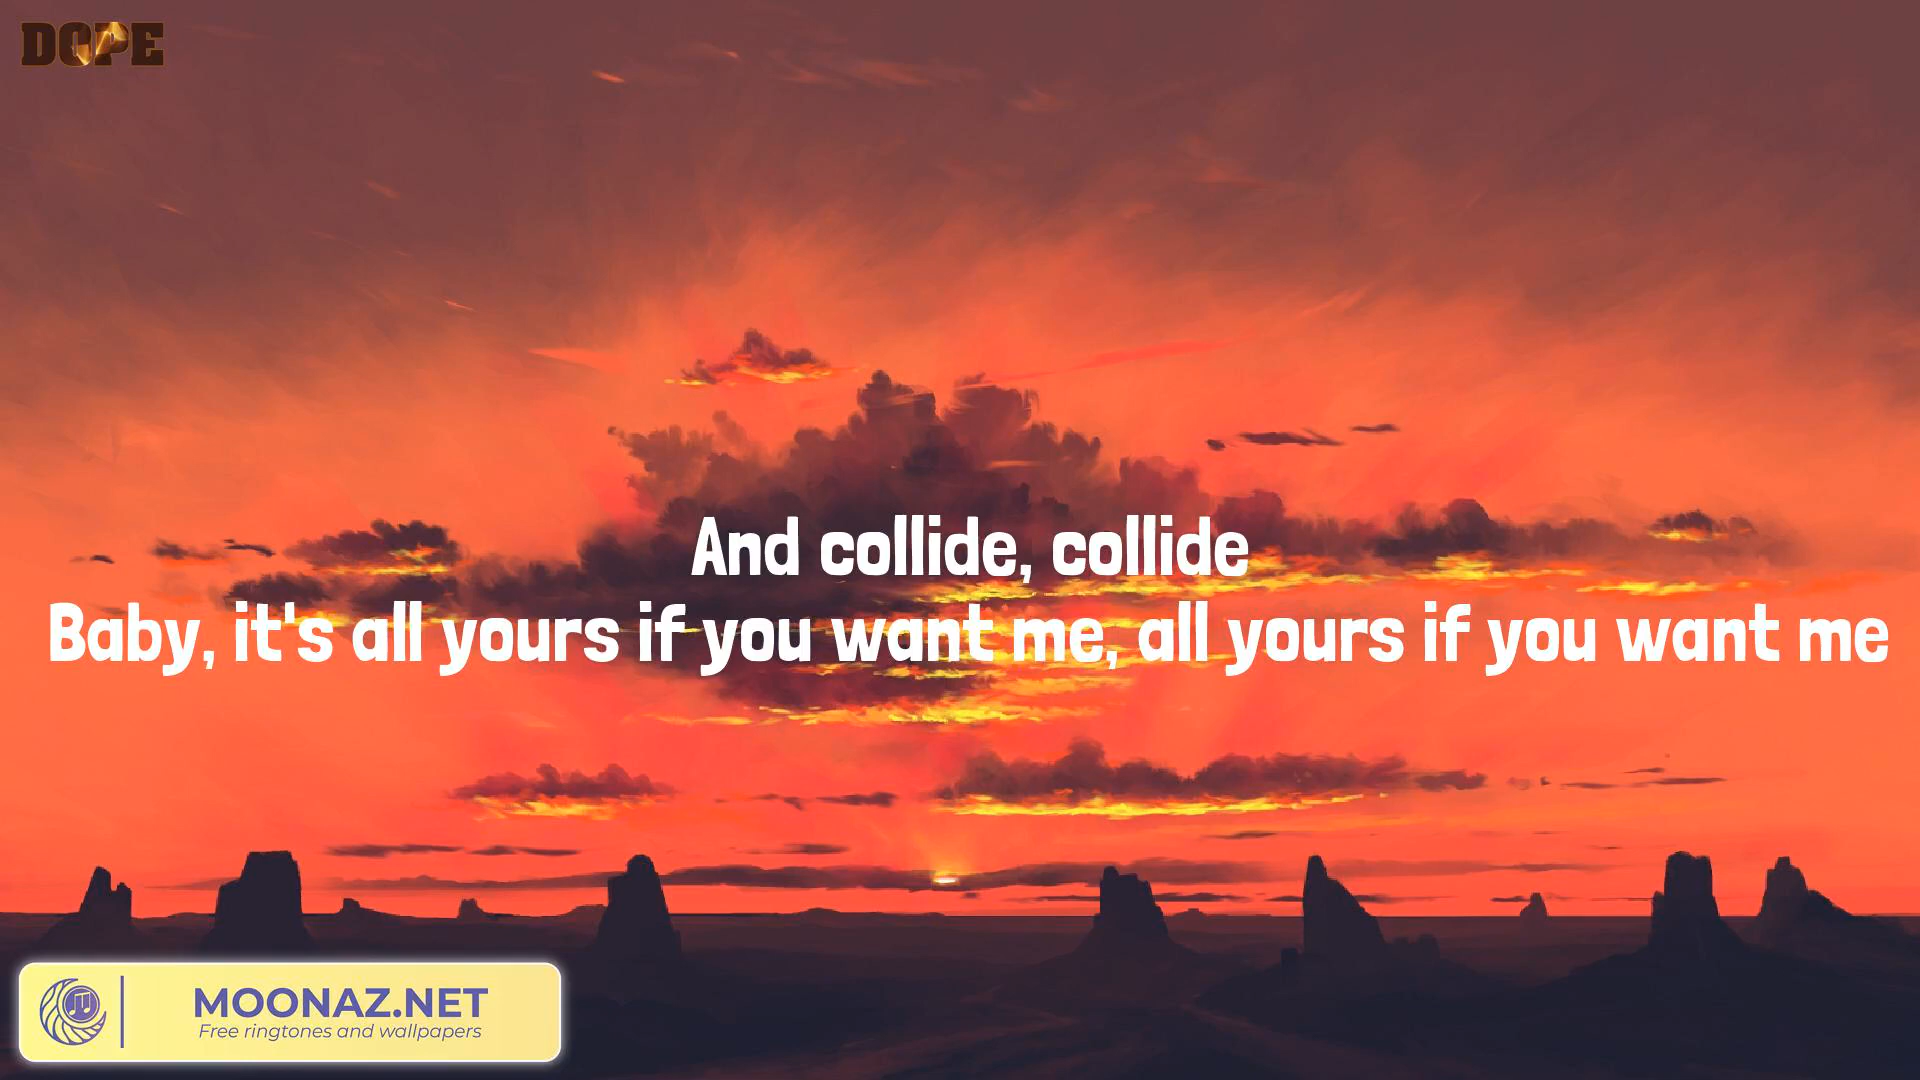 DOPE
And collide, collide
Baby, it's all yours if you want me, all yours if you want me
MOONAZ.NET
Free ringtones and wallpapers